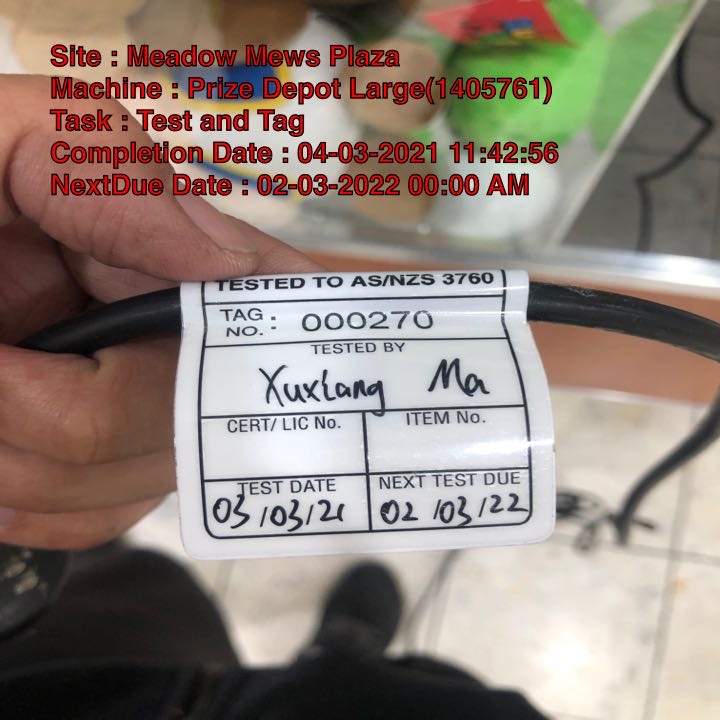 Site : Meadow Mews Plaza
Machine : Prize Depot Large(1405761)
Task : Test and Tag
Completion Date : 04-03-2021 11:42:56
NextDue Date : 02-03-2022 00:00 AM
TESTED TO AS/NZS 3760
TAG NO. : 000270
TESTED BY
Xuxiang Ma
CERT/ LIC No. ITEM No.
TEST DATE NEXT TEST DUE
03/03/21 02/03/22